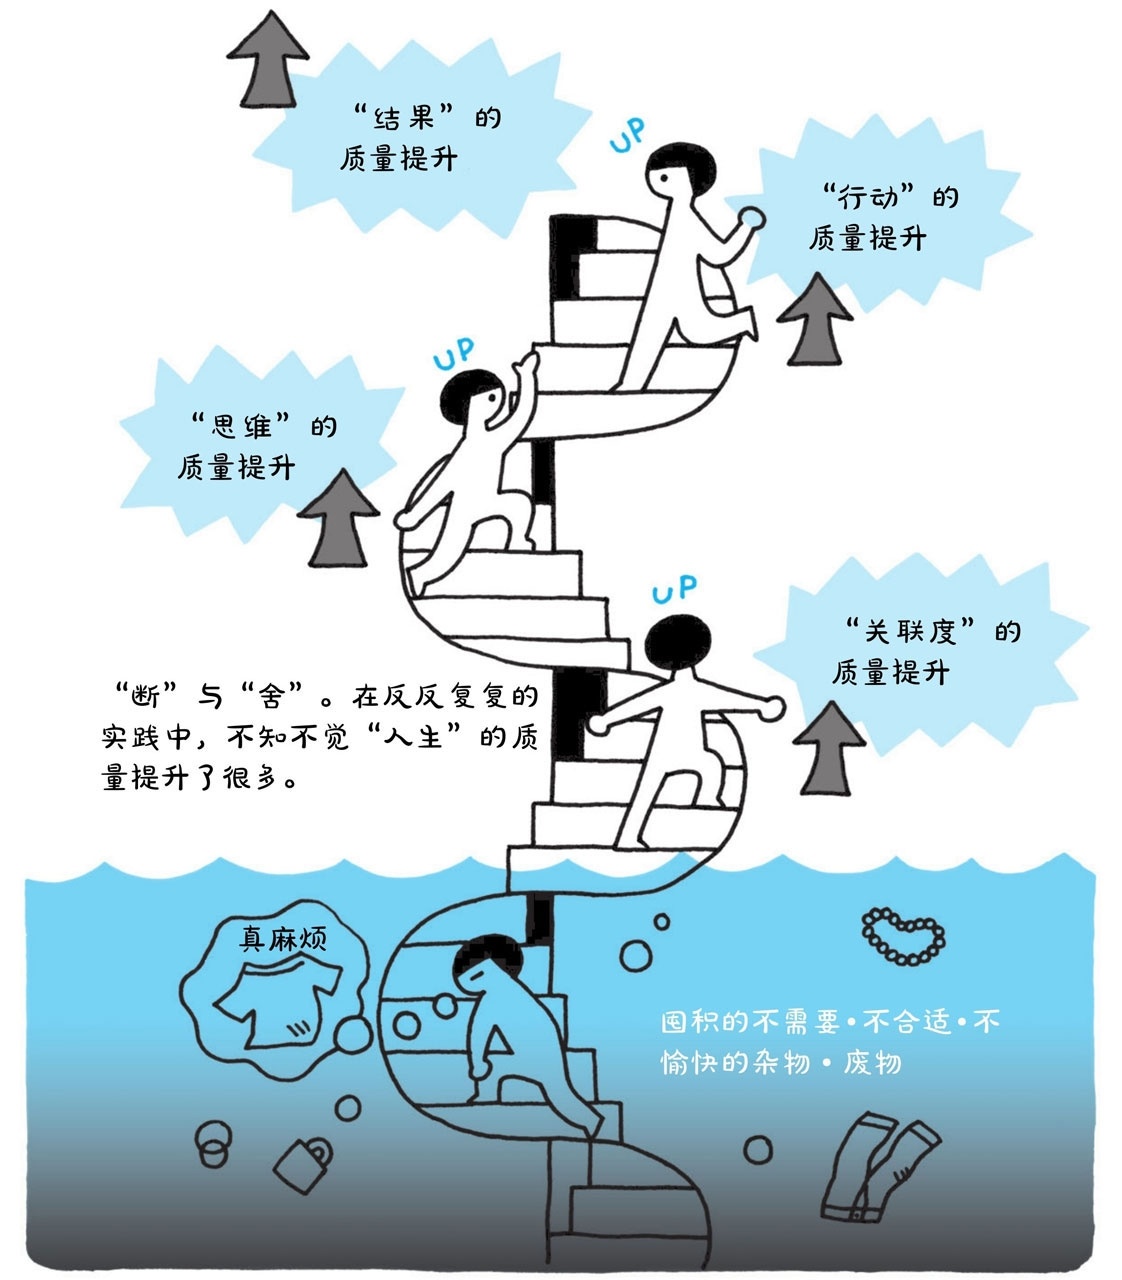 “结果”的
质量提升
UP
“行动”的
质量提升
UP
“思维”的
质量提升
UP
“关联度”的
质量提升
“断”与“舍”。在反反复复的
实践中，不知不觉“人生”的质
量提升了很多。
真麻烦
囤积的不需要·不合适·不
愉快的杂物·废物